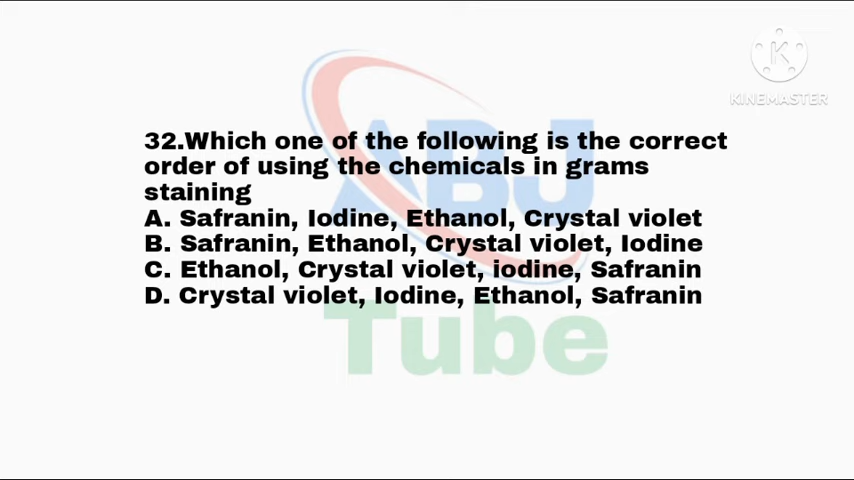 KINEMASTER
32.Which one of the following is the correct
order of using the chemicals in grams
staining
A. Safranin, Iodine, Ethanol, Crystal violet
B. Safranin, Ethanol, Crystal violet, Iodine
C. Ethanol, Crystal violet, iodine, Safranin
D. Crystal violet, Iodine, Ethanol, Safranin
ABJ
Tube